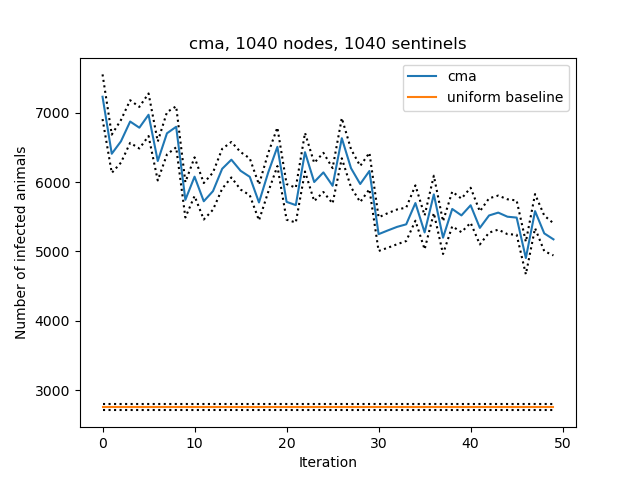 cma, 1040 nodes, 1040 sentinels
cma
uniform baseline
Number of infected animals
7000
6000
5000
4000
3000
0 10 20 30 40 50
Iteration